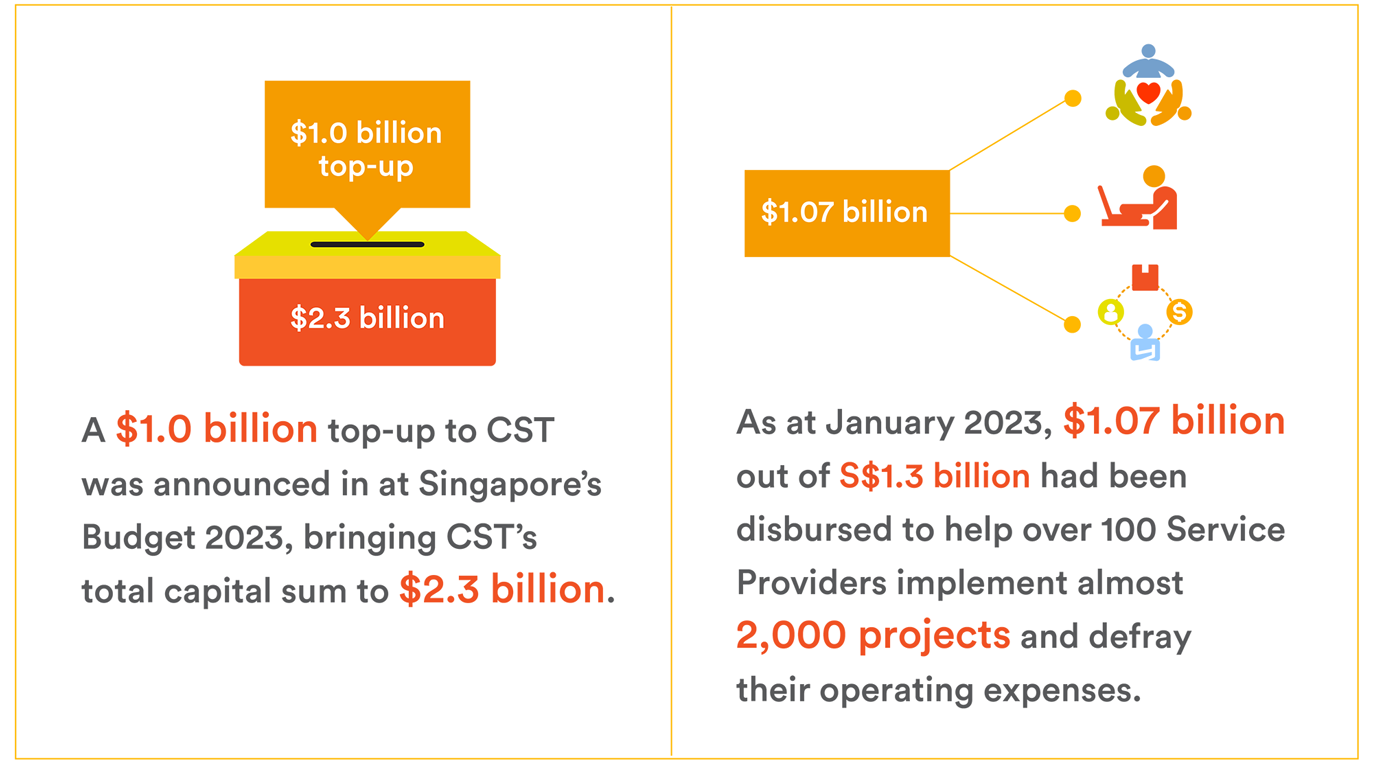 $1.0 billion
top-up
$2.3 billion
A $1.0 billion top-up to CST
was announced in at Singapore’s
Budget 2023, bringing CST’s
total capital sum to $2.3 billion.
$1.07 billion
$
As at January 2023, $1.07 billion
out of S$1.3 billion had been
disbursed to help over 100 Service
Providers implement almost
2,000 projects and defray
their operating expenses.